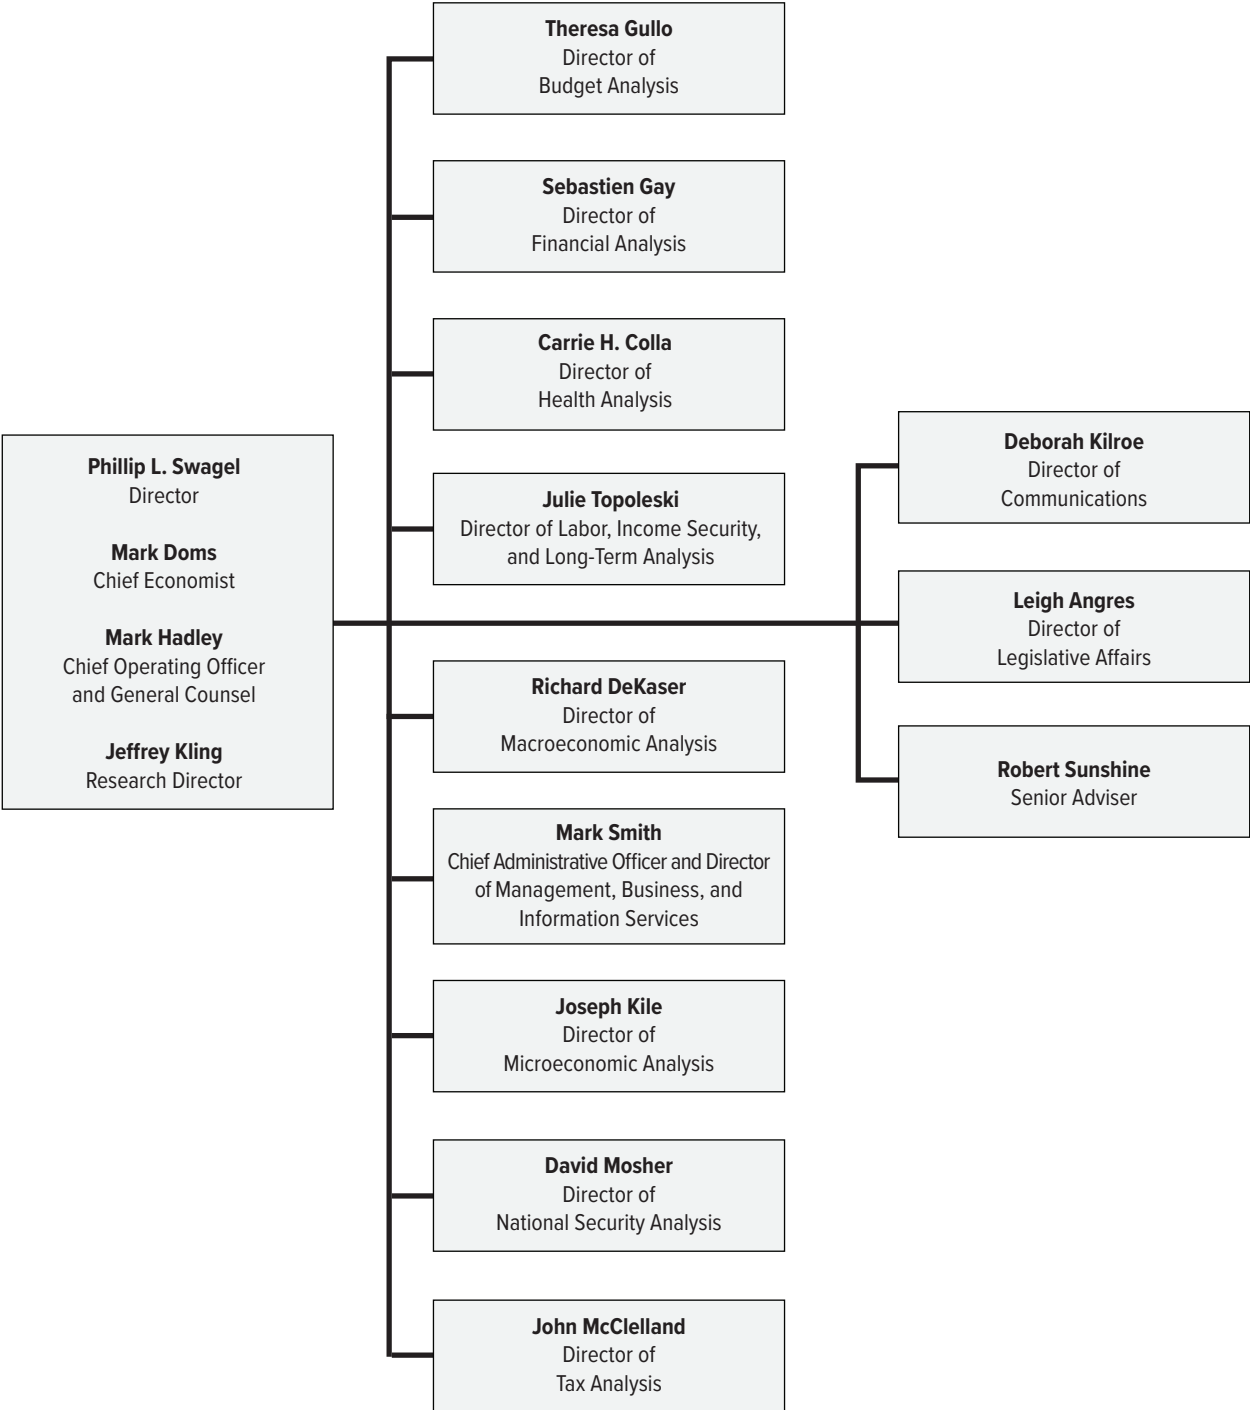 Theresa Gullo
Director of
Budget Analysis
Sebastien Gay
Director of
Financial Analysis
Carrie H. Colla
Director of
Health Analysis
Phillip L. Swagel
Director
Mark Doms
Chief Economist
Mark Hadley
Chief Operating Officer
and General Counsel
Jeffrey Kling
Research Director
Julie Topoleski
Director of Labor, Income Security,
and Long-Term Analysis
Richard DeKaser
Director of
Macroeconomic Analysis
Mark Smith
Chief Administrative Officer and Director
of Management, Business, and
Information Services
Joseph Kile
Director of
Microeconomic Analysis
David Mosher
Director of
National Security Analysis
John McClelland
Director of
Tax Analysis
Deborah Kilroe
Director of
Communications
Leigh Angres
Director of
Legislative Affairs
Robert Sunshine
Senior Adviser